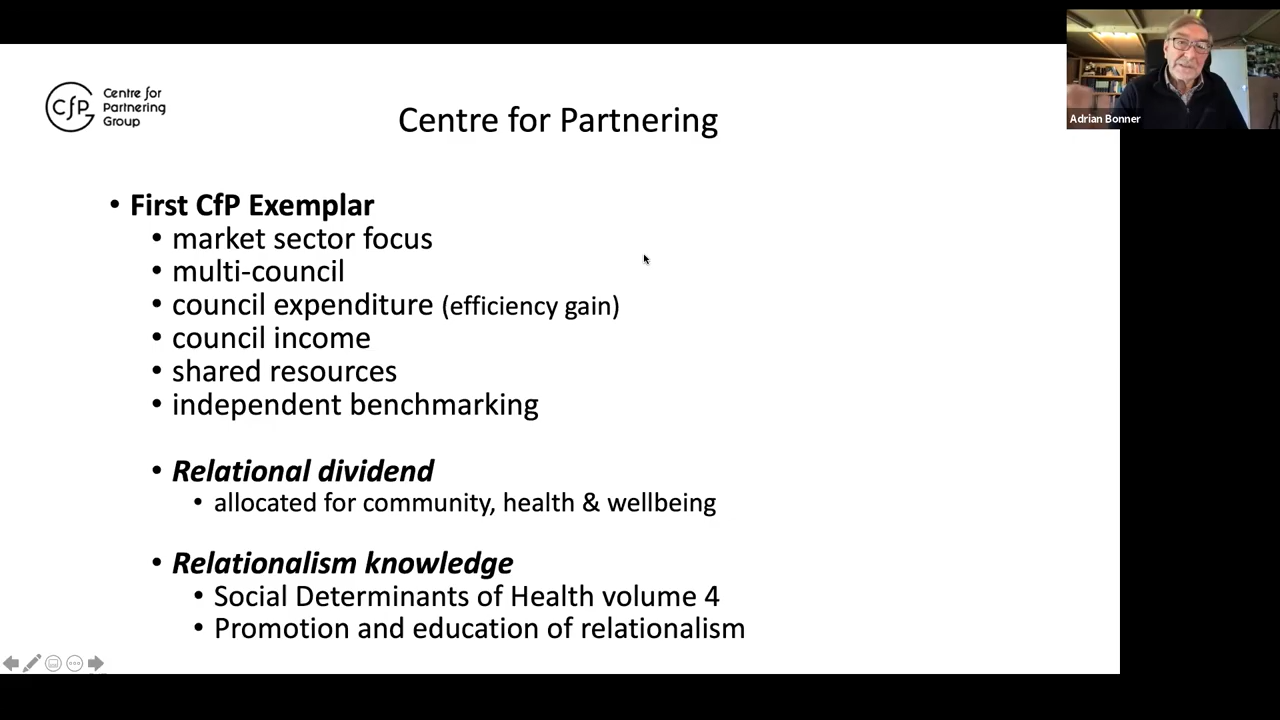 CfP
Centre for
Partnering
Group
Centre for Partnering
Adrian Bonner
• First CfP Exemplar
• market sector focus
• multi-council
• council expenditure (efficiency gain)
• council income
• shared resources
• independent benchmarking
• Relational dividend
• allocated for community, health & wellbeing
• Relationalism knowledge
• Social Determinants of Health volume 4
• Promotion and education of relationalism